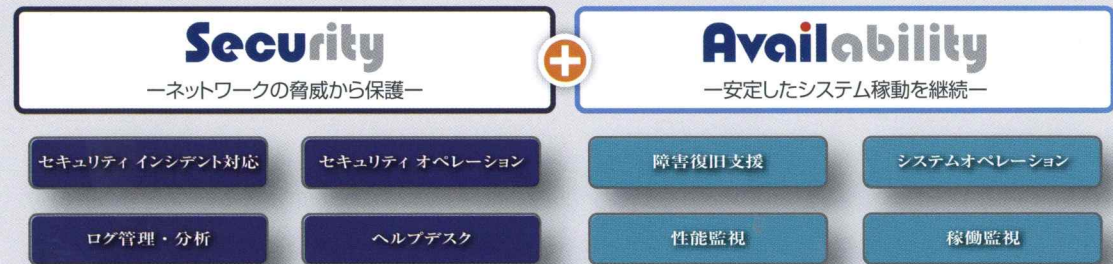 Security
ーネットワークの脅威から保護ー
Availability
ー安定したシステム稼動を継続ー
セキュリティ インシデント対応
セキュリティ オペレーション
障害復旧支援
システムオペレーション
ログ管理・分析
ヘルプデスク
性能監視
稼働監視